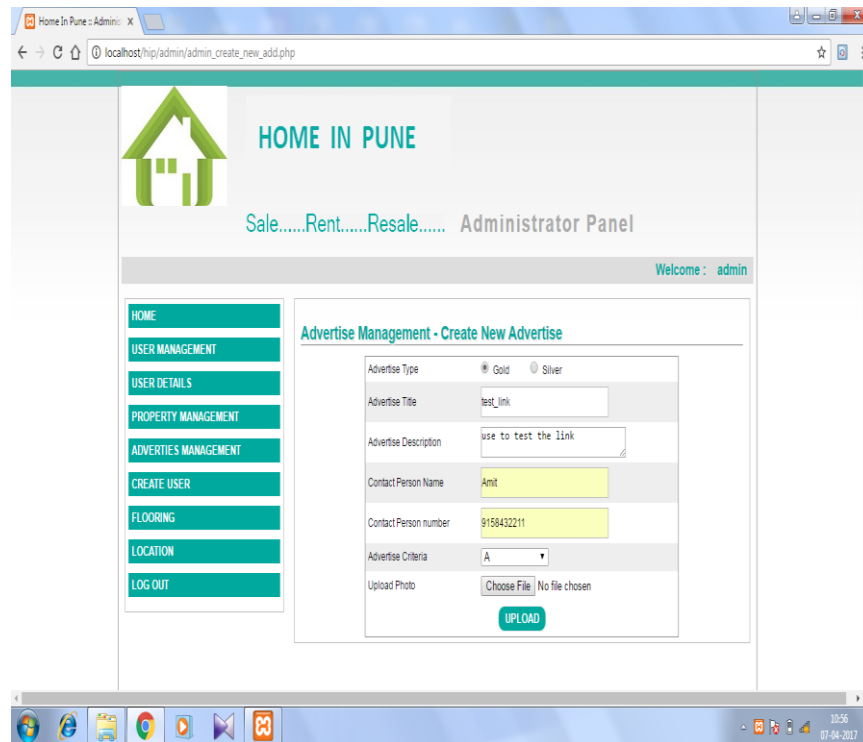 Home In Pune :: Adminis
localhost/hip/admin/admin_create_new_add.php
HOME IN PUNE
Sale......Rent......Resale...... Administrator Panel
Welcome : admin
HOME
USER MANAGEMENT
USER DETAILS
PROPERTY MANAGEMENT
ADVERTIES MANAGEMENT
CREATE USER
FLOORING
LOCATION
LOG OUT
Advertise Management - Create New Advertise
Advertise Type Gold Silver
Advertise Title test_link
Advertise Description use to test the link
Contact Person Name Amit
Contact Person number 9158432211
Advertise Criteria A
Upload Photo Choose File No file chosen
UPLOAD
10:56
07-04-2017